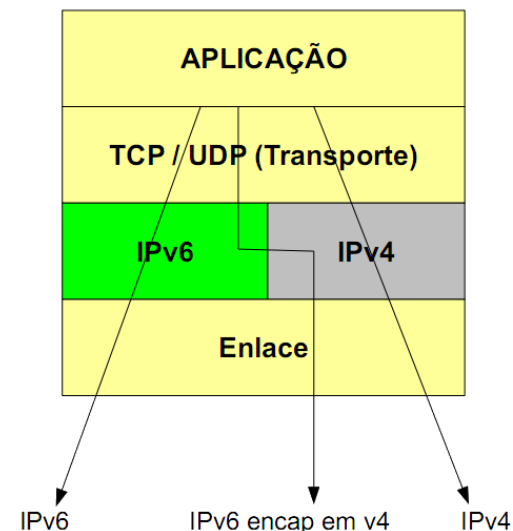 APLICAÇÃO
TCP / UDP (Transporte)
IPv6 IPv4
Enlace
IPv6 IPv6 encap em v4 IPv4